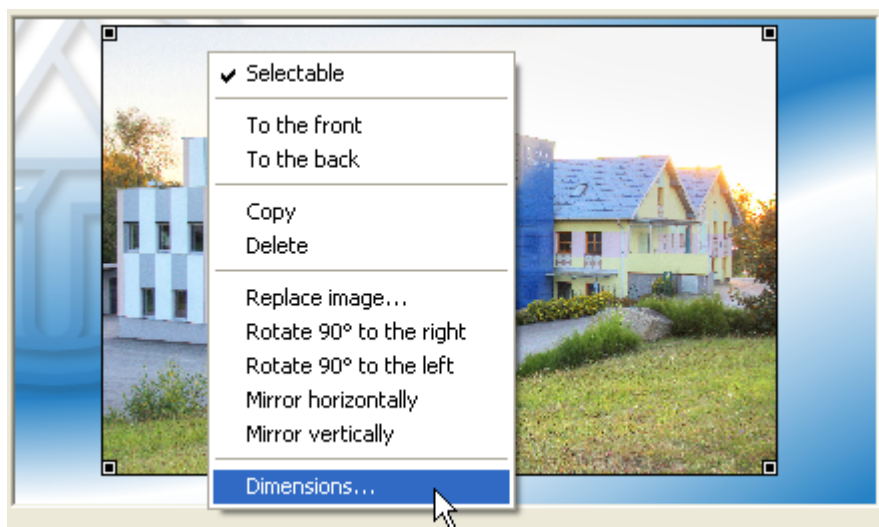 Selectable
To the front
To the back
Copy
Delete
Replace image...
Rotate 90° to the right
Rotate 90° to the left
Mirror horizontally
Mirror vertically
Dimensions...